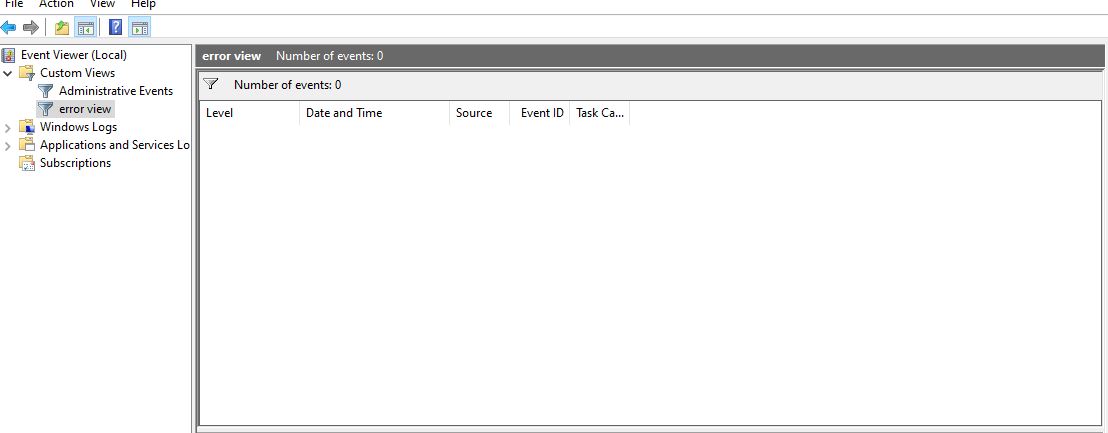 File Action View Help
Event Viewer (Local)
Custom Views
Administrative Events
error view
Windows Logs
Applications and Services Lo
Subscriptions
error view Number of events: 0
Number of events: 0
Level Date and Time Source Event ID Task Ca...